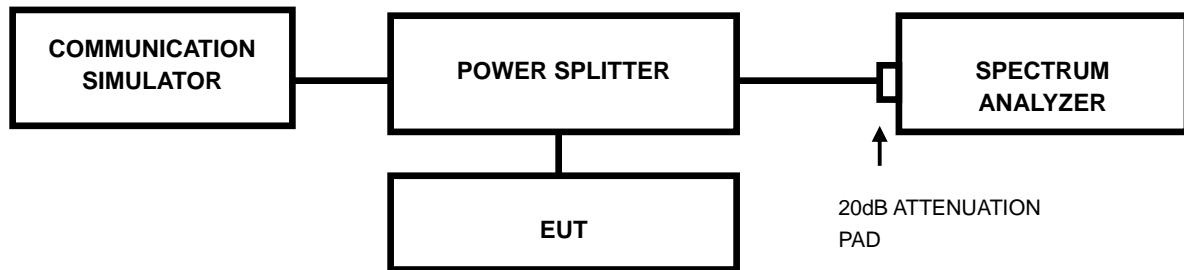 COMMUNICATION
SIMULATOR
POWER SPLITTER
SPECTRUM
ANALYZER
EUT
20dB ATTENUATION
PAD